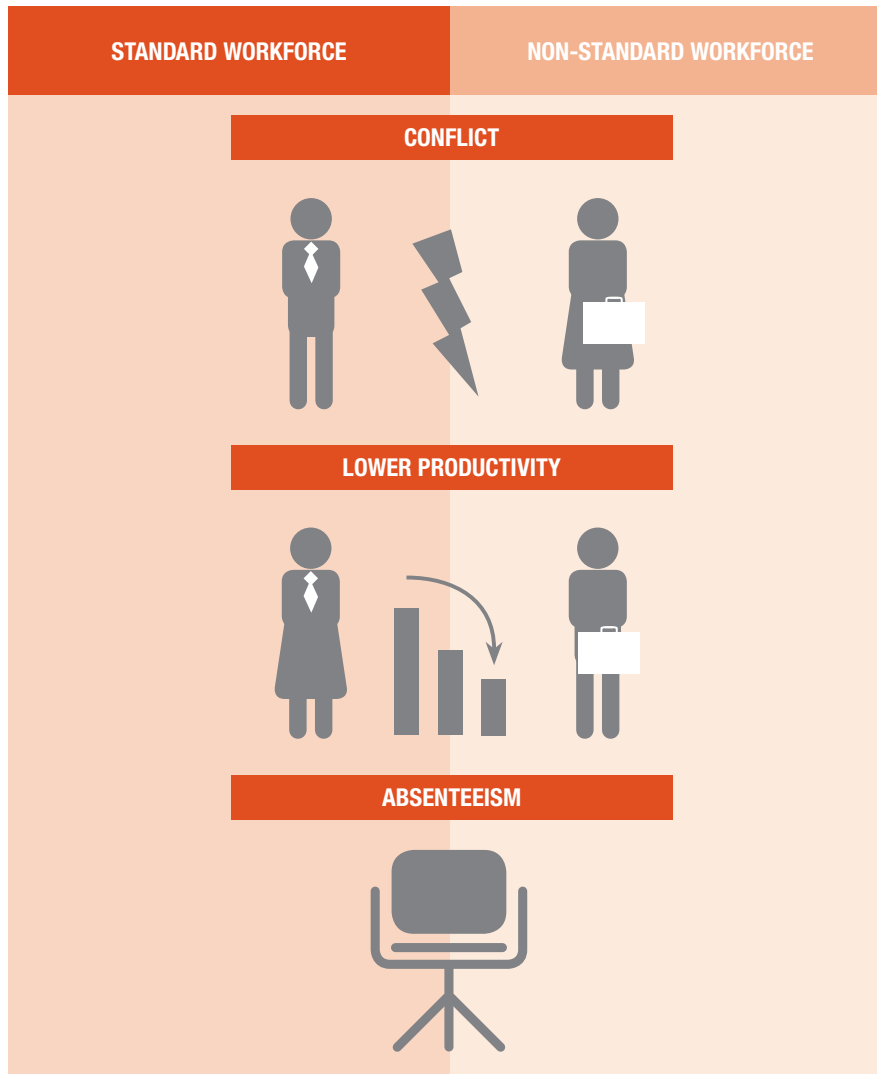 STANDARD WORKFORCE
NON-STANDARD WORKFORCE
CONFLICT
LOWER PRODUCTIVITY
ABSENTEEISM